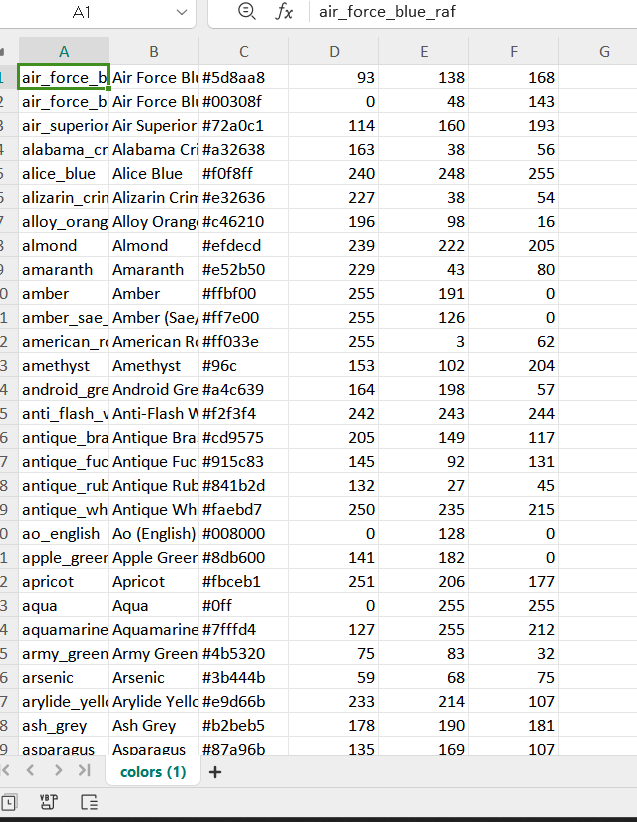 A1 fx air_force_blue_raf
A B C D E F G
1 air_force_b Air Force Blu #5d8aa8 93 138 168
2 air_force_b Air Force Blu #00308f 0 48 143
3 air_superior Air Superior #72a0c1 114 160 193
4 alabama_cr Alabama Cri #a32638 163 38 56
5 alice_blue Alice Blue #f0f8ff 240 248 255
6 alizarin_crin Alizarin Crim #e32636 227 38 54
7 alloy_orang Alloy Orang #c46210 196 98 16
8 almond Almond #efdecd 239 222 205
9 amaranth Amaranth #e52b50 229 43 80
0 amber Amber #ffbf00 255 191 0
1 amber_sae_ Amber (Sae/ #ff7e00 255 126 0
2 american_ro American Ro #ff033e 255 3 62
3 amethyst Amethyst #96c 153 102 204
4 android_gre Android Gre #a4c639 164 198 57
5 anti_flash_w Anti-Flash W #f2f3f4 242 243 244
6 antique_bra Antique Bra #cd9575 205 149 117
7 antique_fuc Antique Fuc #915c83 145 92 131
8 antique_rub Antique Rub #841b2d 132 27 45
9 antique_wh Antique Wh #faebd7 250 235 215
0 ao_english Ao (English) #008000 0 128 0
1 apple_green Apple Green #8db600 141 182 0
2 apricot Apricot #fbceb1 251 206 177
3 aqua Aqua #0ff 0 255 255
4 aquamarine Aquamarine #7fffd4 127 255 212
5 army_green Army Green #4b5320 75 83 32
6 arsenic Arsenic #3b444b 59 68 75
7 arylide_yello Arylide Yello #e9d66b 233 214 107
8 ash_grey Ash Grey #b2beb5 178 190 181
9 asparagus Asparagus #87a96b 135 169 107
colors (1) +